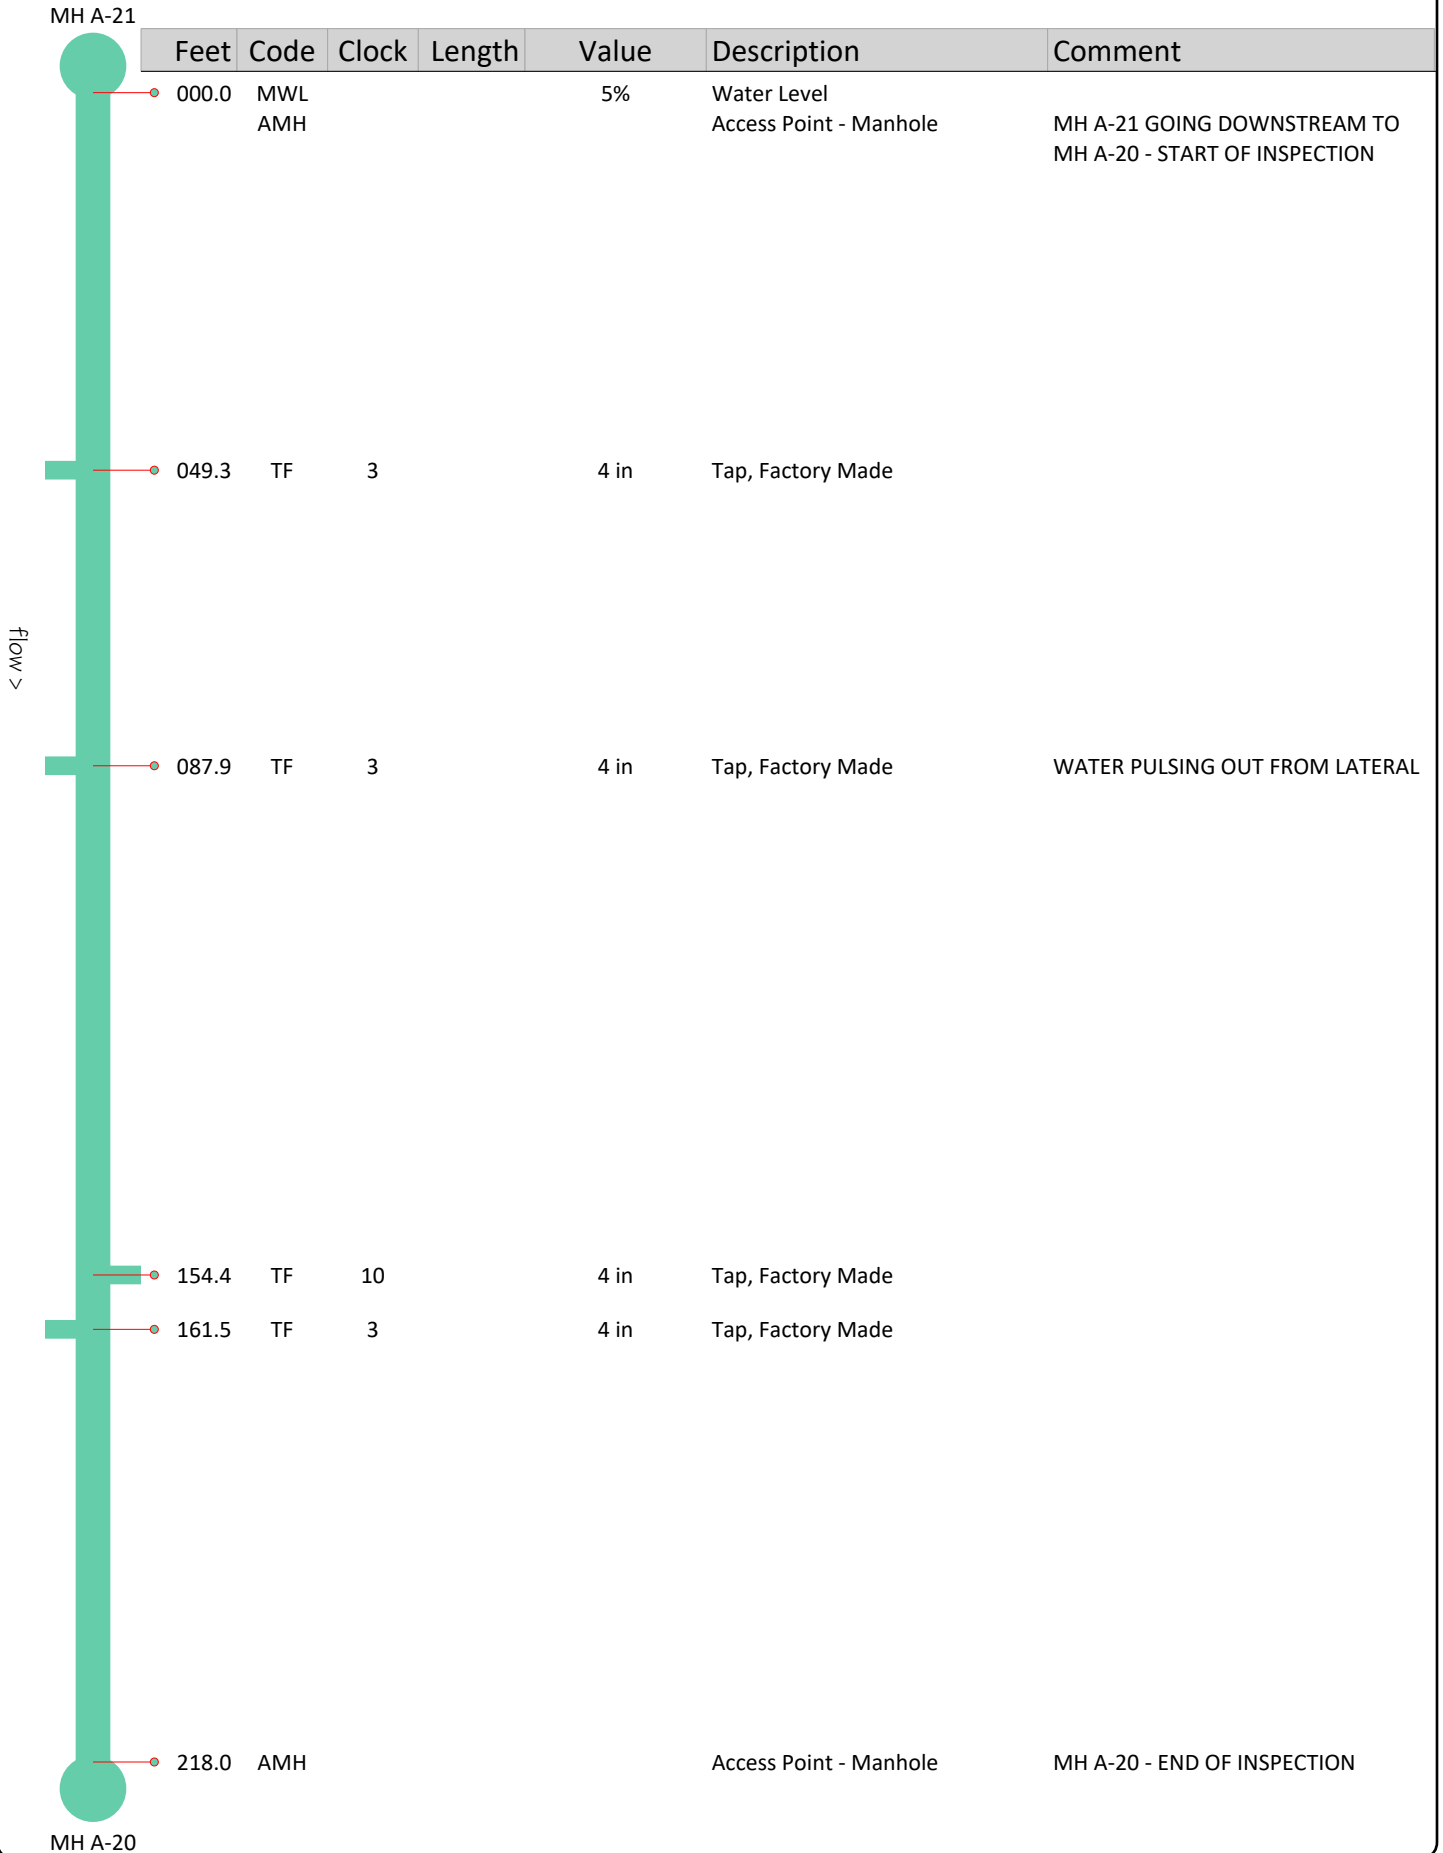 MH A-21
Feet Code Clock Length Value Description Comment
000.0 MWL 5% Water Level
AMH Access Point - Manhole MH A-21 GOING DOWNSTREAM TO
MH A-20 - START OF INSPECTION
049.3 TF 3 4 in Tap, Factory Made
flow >
087.9 TF 3 4 in Tap, Factory Made WATER PULSING OUT FROM LATERAL
154.4 TF 10 4 in Tap, Factory Made
161.5 TF 3 4 in Tap, Factory Made
218.0 AMH Access Point - Manhole MH A-20 - END OF INSPECTION
MH A-20